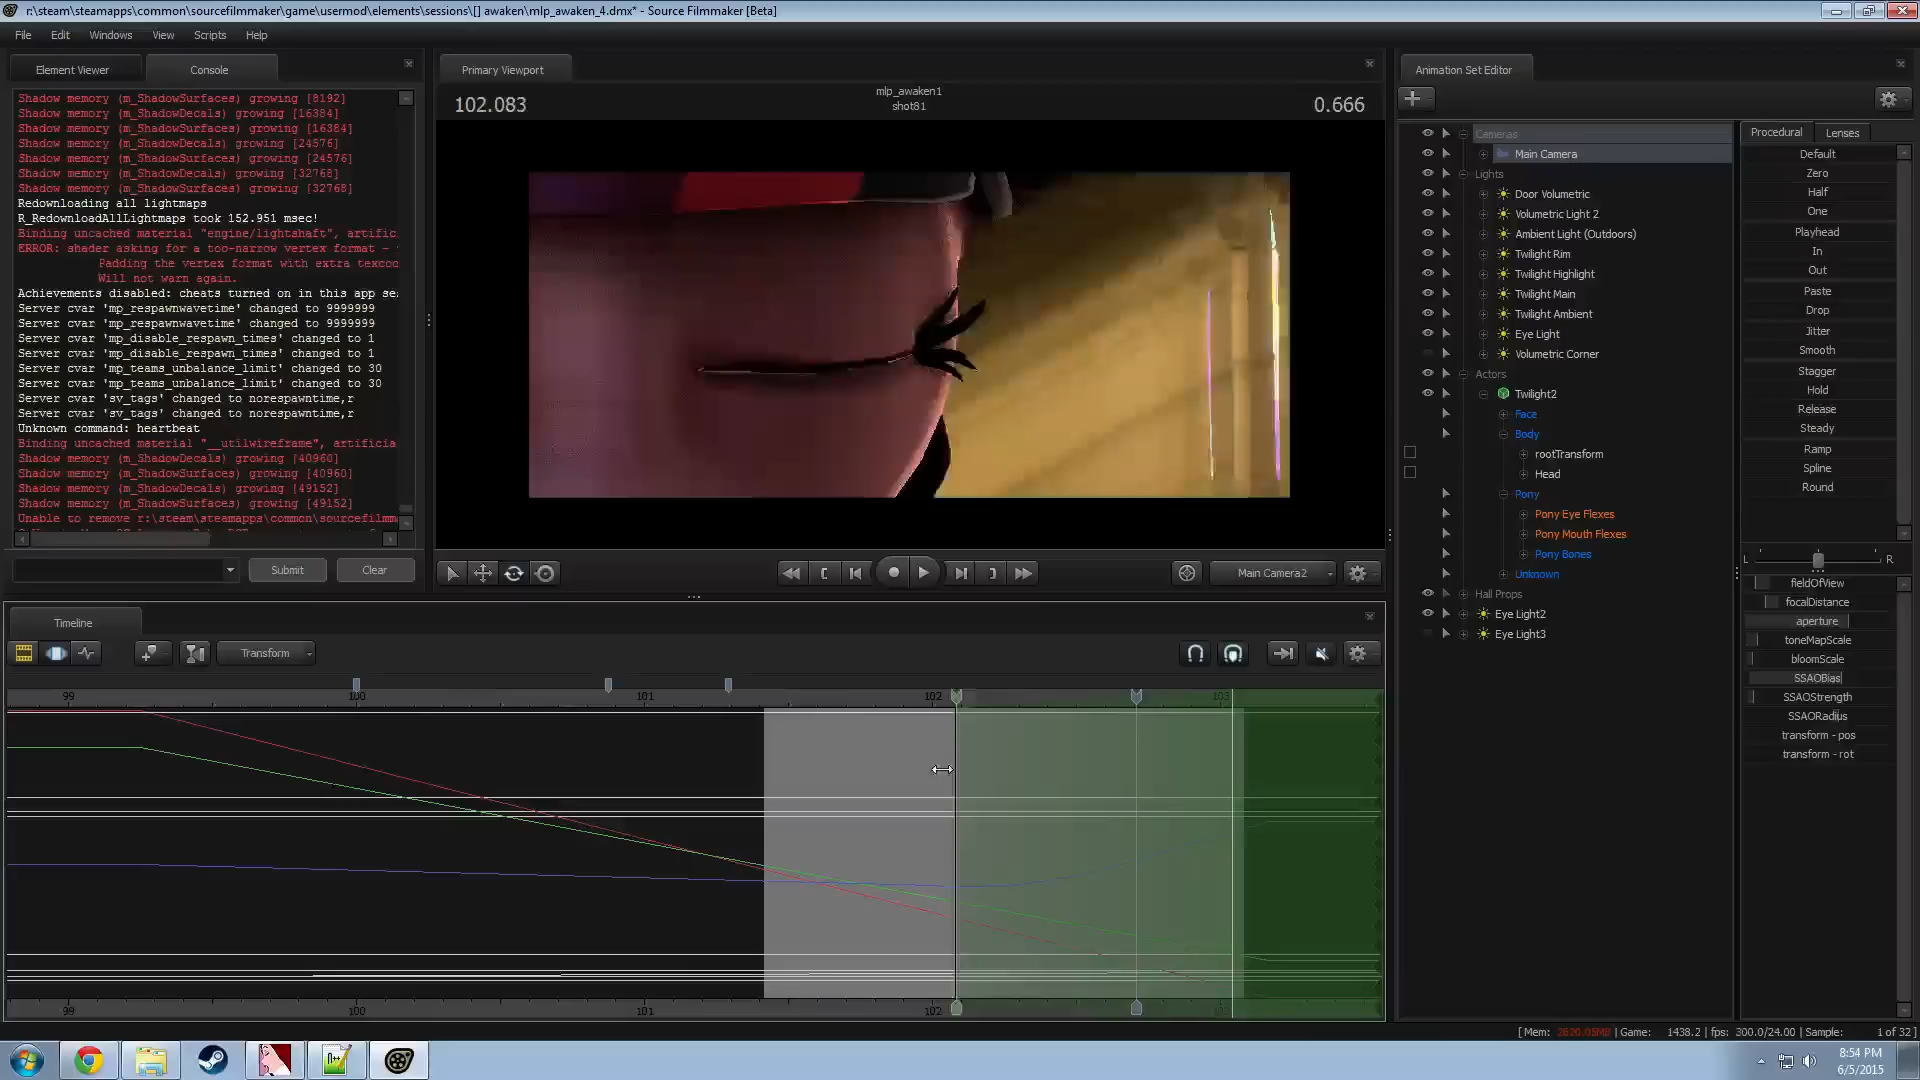 r:\steam\steamapps\common\sourcefilmmaker\game\usermod\elements\sessions\[] awaken\mlp_awaken_4.dmx* - Source Filmmaker [Beta]
File Edit Windows View Scripts Help
Element Viewer Console
Shadow memory (m_ShadowSurfaces) growing [8192]
Shadow memory (m_ShadowDecals) growing [16384]
Shadow memory (m_ShadowSurfaces) growing [16384]
Shadow memory (m_ShadowDecals) growing [24576]
Shadow memory (m_ShadowSurfaces) growing [24576]
Shadow memory (m_ShadowDecals) growing [32768]
Shadow memory (m_ShadowSurfaces) growing [32768]
Redownloading all lightmaps
R_RedownloadAllLightmaps took 152.951 msec!
Binding uncached material "engine/lightshaft", artific
ERROR: shader asking for a too-narrow vertex format -
Padding the vertex format with extra texcoo
Will not warn again.
Achievements disabled: cheats turned on in this app se
Server cvar 'mp_respawnwavetime' changed to 9999999
Server cvar 'mp_respawnwavetime' changed to 9999999
Server cvar 'mp_disable_respawn_times' changed to 1
Server cvar 'mp_disable_respawn_times' changed to 1
Server cvar 'mp_teams_unbalance_limit' changed to 30
Server cvar 'mp_teams_unbalance_limit' changed to 30
Server cvar 'sv_tags' changed to norespawntime,r
Server cvar 'sv_tags' changed to norespawntime,r
Unknown command: heartbeat
Binding uncached material "__utilwireframe", artificia
Shadow memory (m_ShadowDecals) growing [40960]
Shadow memory (m_ShadowSurfaces) growing [40960]
Shadow memory (m_ShadowDecals) growing [49152]
Shadow memory (m_ShadowSurfaces) growing [49152]
Unable to remove r:\steam\steamapps\common\sourcefilmm
Submit Clear
Primary Viewport
102.083
mlp_awaken1
shot81
0.666
Main Camera2
Animation Set Editor
Cameras
Main Camera
Lights
Door Volumetric
Volumetric Light 2
Ambient Light (Outdoors)
Twilight Rim
Twilight Highlight
Twilight Main
Twilight Ambient
Eye Light
Volumetric Corner
Actors
Twilight2
Face
Body
rootTransform
Head
Pony
Pony Eye Flexes
Pony Mouth Flexes
Pony Bones
Unknown
Hall Props
Eye Light2
Eye Light3
Procedural Lenses
Default
Zero
Half
One
Playhead
In
Out
Paste
Drop
Jitter
Smooth
Stagger
Hold
Release
Steady
Ramp
Spline
Round
L R
fieldOfView
focalDistance
aperture
toneMapScale
bloomScale
SSAOBias
SSAOStrength
SSAORadius
transform - pos
transform - rot
Timeline
Transform
99 100 101 102 103
99 100 101 102
[ Mem: 2620.05MB | Game: 1438.2 | fps: 300.0/24.00 | Sample: 1 of 32 ]
8:54 PM
6/5/2015